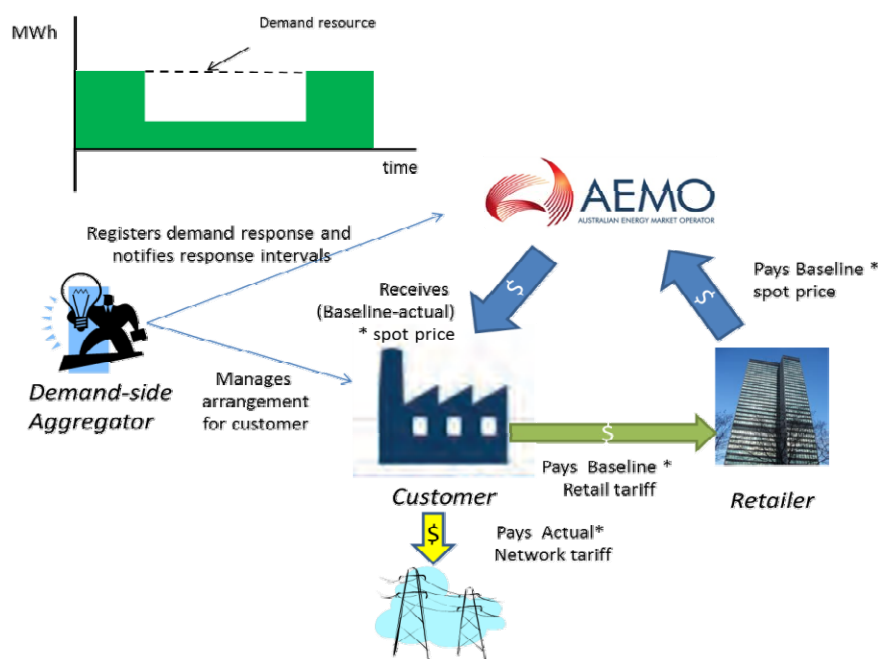 Demand resource
MWh
time
AEMO
AUSTRALIAN ENERGY MARKET OPERATOR
Registers demand response and
notifies response intervals
Pays Baseline *
spot price
$
$
Receives
(Baseline-actual)
* spot price
Demand-side
Aggregator
Manages
arrangement
for customer
$
Pays Baseline *
Retail tariff
Customer
Retailer
$
Pays Actual*
Network tariff